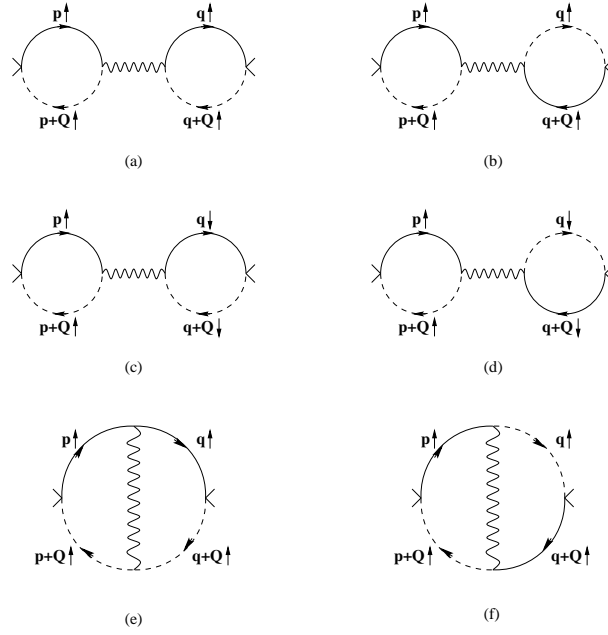 p↑ q↑
p+Q↑ q+Q↑
(a)
p↑ q↑
p+Q↑ q+Q↑
(b)
p↑ q↓
p+Q↑ q+Q↓
(c)
p↑ q↓
p+Q↑ q+Q↓
(d)
p↑ q↑
p+Q↑ q+Q↑
(e)
p↑ q↑
p+Q↑ q+Q↑
(f)